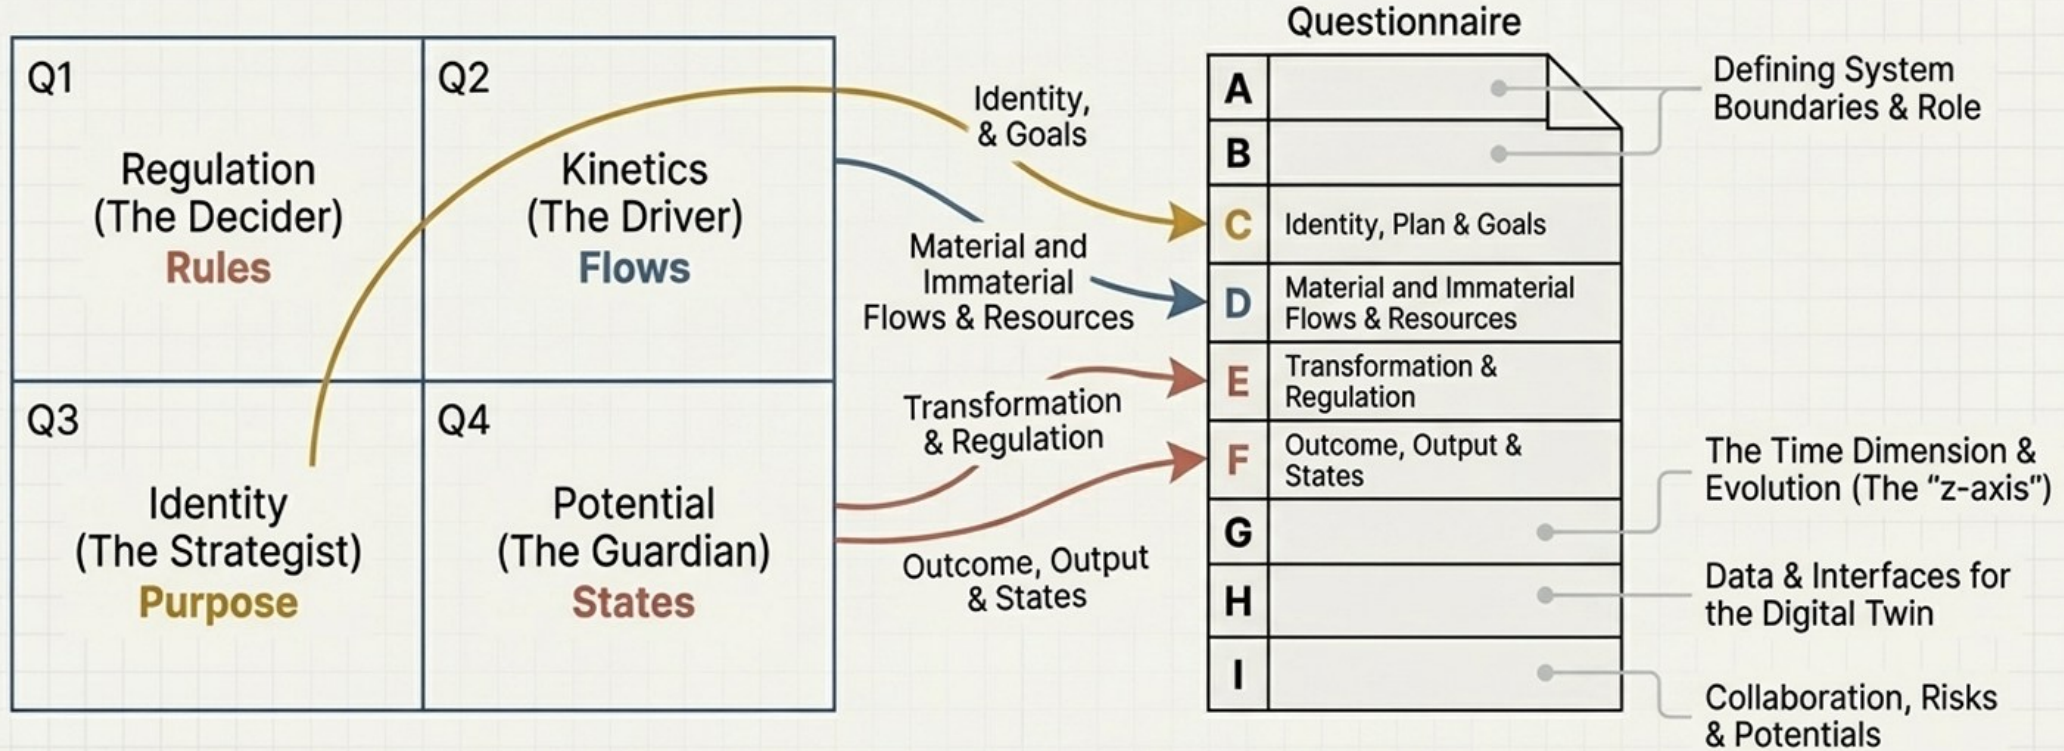 Q1
Regulation
(The Decider)
Rules
Q2
Kinetics
(The Driver)
Flows
Q3
Identity
(The Strategist)
Purpose
Q4
Potential
(The Guardian)
States
Identity,
& Goals
Material and
Immaterial
Flows & Resources
Transformation
& Regulation
Outcome, Output
& States
Questionnaire
A
B
C
Identity, Plan & Goals
D
Material and Immaterial
Flows & Resources
E
Transformation &
Regulation
F
Outcome, Output &
States
G
H
I
Defining System
Boundaries & Role
The Time Dimension &
Evolution (The “z-axis”)
Data & Interfaces for
the Digital Twin
Collaboration, Risks
& Potentials